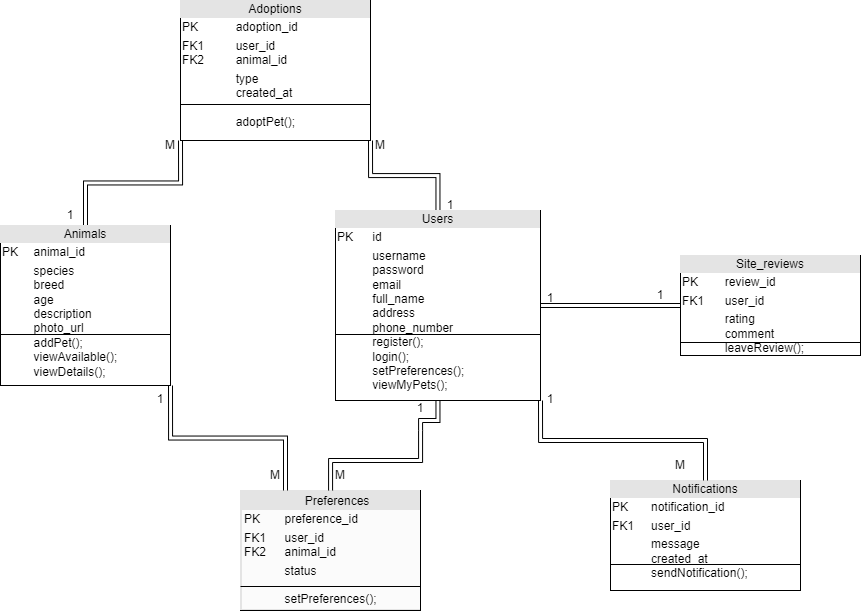 Adoptions
PK adoption_id
FK1 user_id
FK2 animal_id
type
created_at
adoptPet();
M
M
1
1
Animals
PK animal_id
species
breed
age
description
photo_url
addPet();
viewAvailable();
viewDetails();
Users
PK id
username
password
email
full_name
address
phone_number
register();
login();
setPreferences();
viewMyPets();
1
1
Site_reviews
PK review_id
FK1 user_id
rating
comment
leaveReview();
1
1
1
M
M
M
Preferences
PK preference_id
FK1 user_id
FK2 animal_id
status
setPreferences();
Notifications
PK notification_id
FK1 user_id
message
created_at
sendNotification();